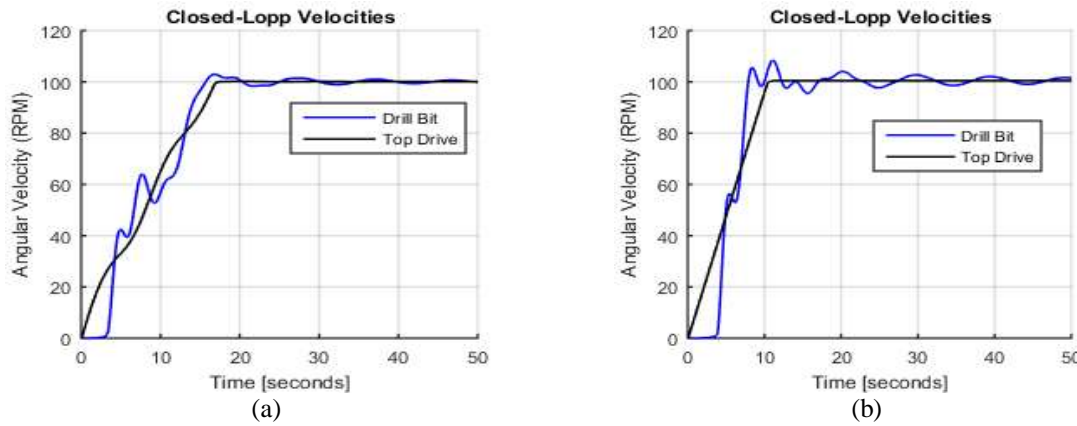 Closed-Lopp Velocities
120
100
80
60
40
20
0
Angular Velocity (RPM)
Drill Bit
Top Drive
0 10 20 30 40 50
Time [seconds]
(a)
Closed-Lopp Velocities
120
100
80
60
40
20
0
Angular Velocity (RPM)
Drill Bit
Top Drive
0 10 20 30 40 50
Time [seconds]
(b)